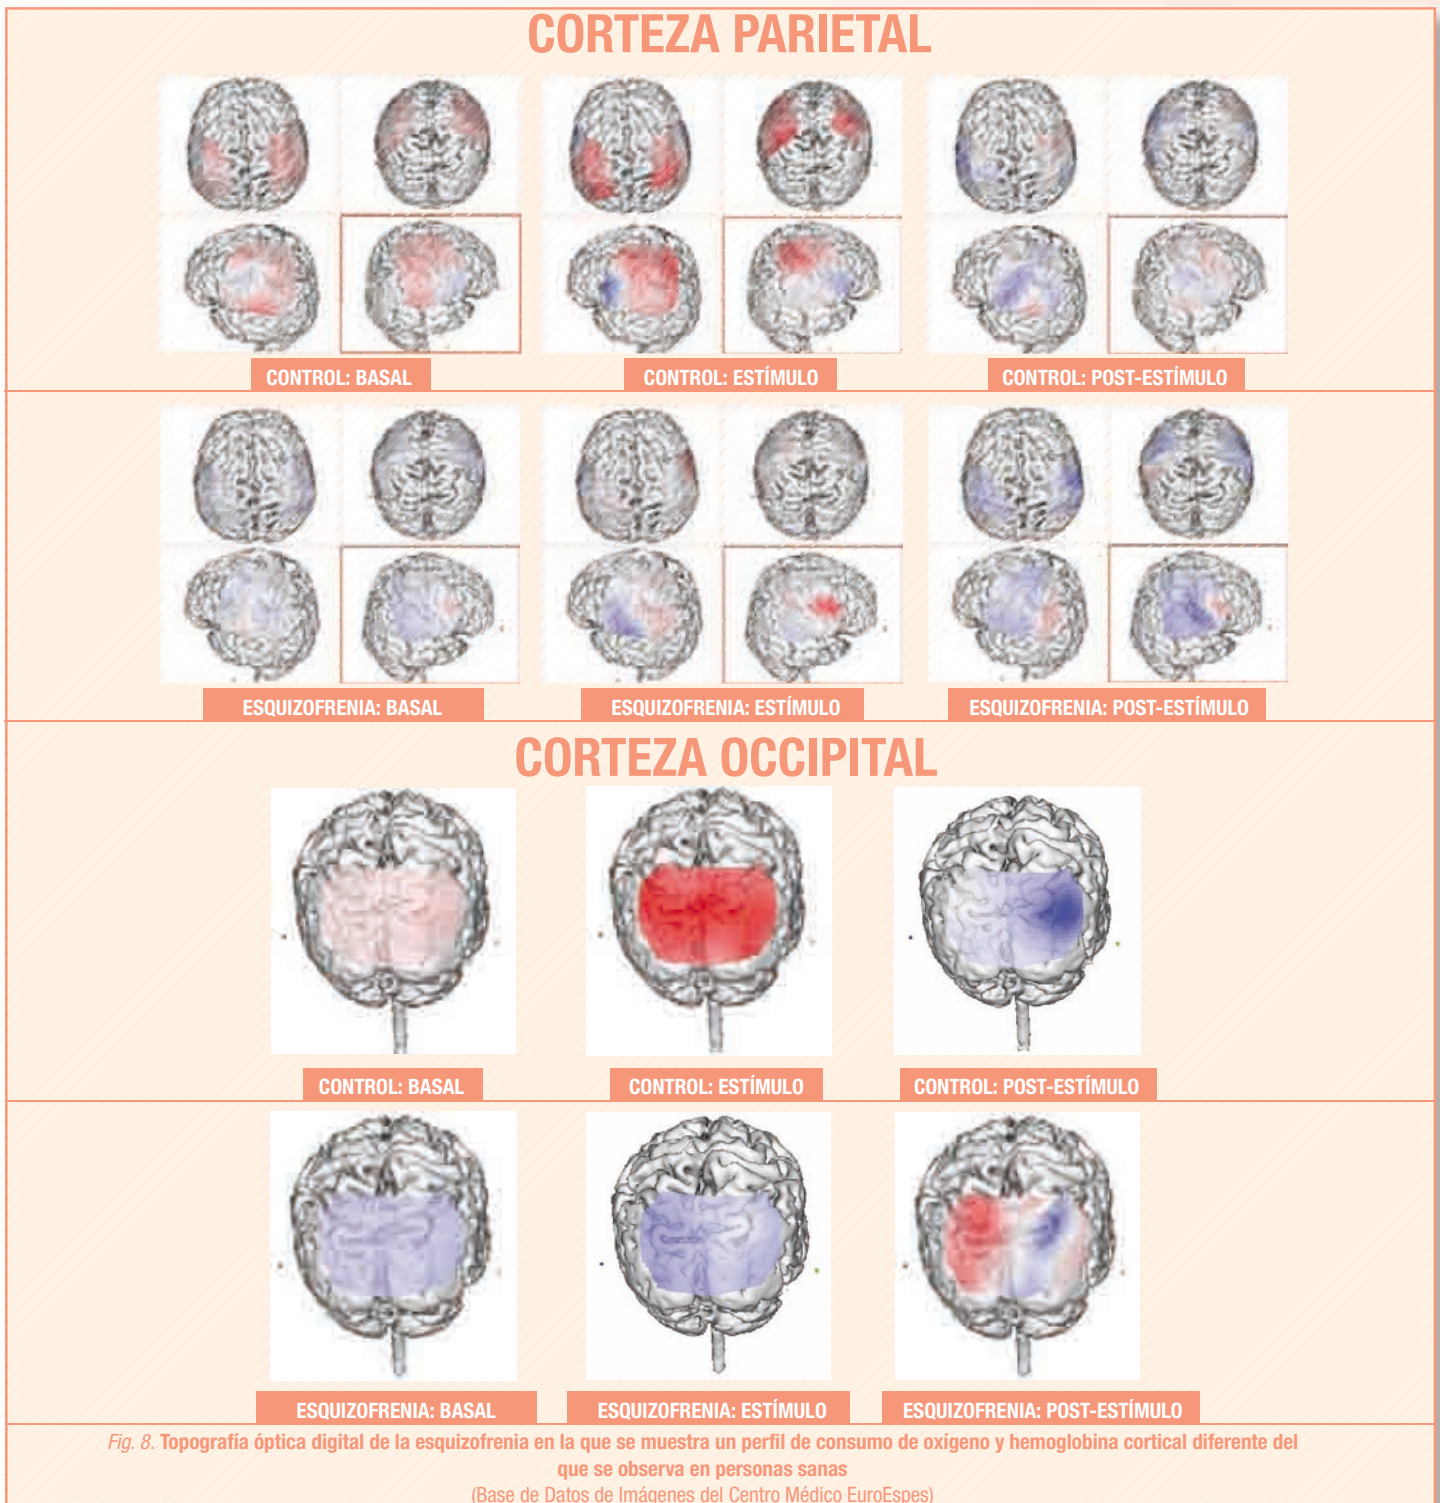 CORTEZA PARIETAL
CONTROL: BASAL
CONTROL: ESTÍMULO
CONTROL: POST-ESTÍMULO
ESQUIZOFRENIA: BASAL
ESQUIZOFRENIA: ESTÍMULO
ESQUIZOFRENIA: POST-ESTÍMULO
CORTEZA OCCIPITAL
CONTROL: BASAL
CONTROL: ESTÍMULO
CONTROL: POST-ESTÍMULO
ESQUIZOFRENIA: BASAL
ESQUIZOFRENIA: ESTÍMULO
ESQUIZOFRENIA: POST-ESTÍMULO
Fig. 8. Topografía óptica digital de la esquizofrenia en la que se muestra un perfil de consumo de oxígeno y hemoglobina cortical diferente del
que se observa en personas sanas
(Base de Datos de Imágenes del Centro Médico EuroEspes)